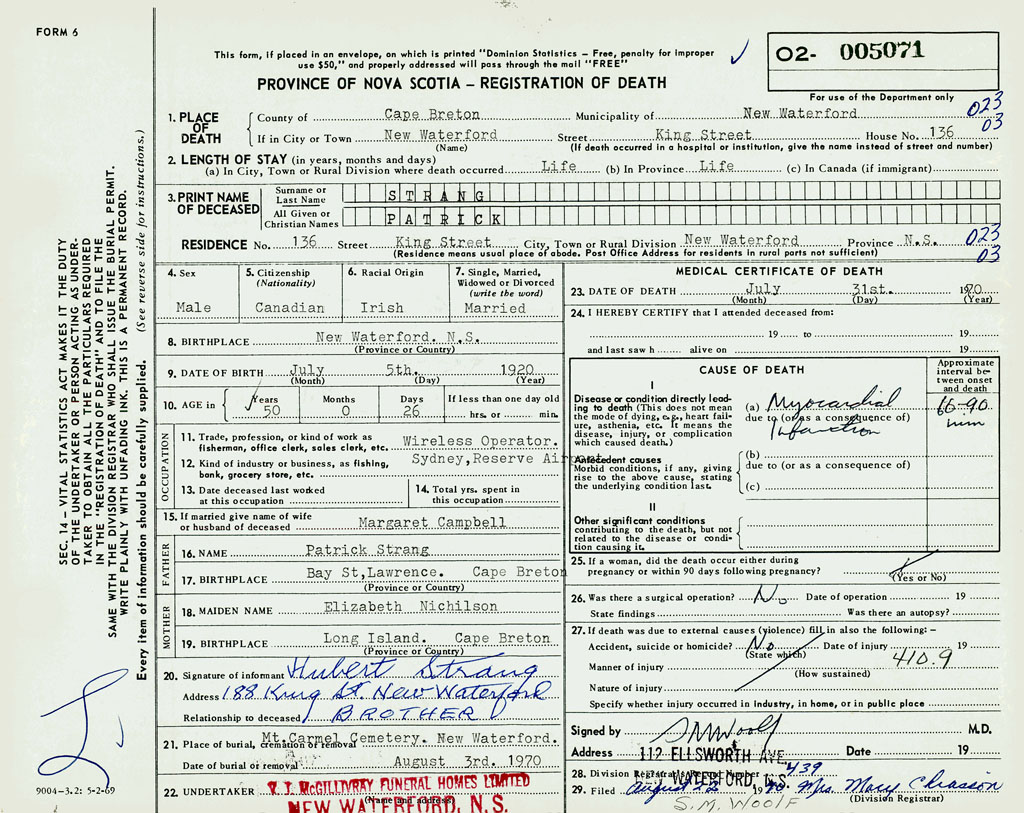 FORM 6
This form, if placed in an envelope, on which is printed "Dominion Statistics – Free, penalty for improper
use $50," and properly addressed will pass through the mail "FREE"
PROVINCE OF NOVA SCOTIA – REGISTRATION OF DEATH
02- 005071
For use of the Department only
023
03
1. PLACE OF DEATH
County of Cape Breton Municipality of New Waterford
If in City or Town New Waterford Street King Street House No. 136
(Name) (If death occurred in a hospital or institution, give the name instead of street and number)
2. LENGTH OF STAY (in years, months and days)
(a) In City, Town or Rural Division where death occurred Life (b) In Province Life (c) In Canada (if immigrant)
3. PRINT NAME OF DECEASED
Surname or Last Name STRANG
All Given or Christian Names PATRICK
RESIDENCE No. 136 Street King Street City, Town or Rural Division New Waterford Province N.S.
(Residence means usual place of abode. Post Office Address for residents in rural parts not sufficient)
023
03
4. Sex
Male
5. Citizenship
(Nationality)
Canadian
6. Racial Origin
Irish
7. Single, Married,
Widowed or Divorced
(write the word)
Married
8. BIRTHPLACE New Waterford. N.S.
(Province or Country)
9. DATE OF BIRTH July 5th. 1920
(Month) (Day) (Year)
10. AGE in Years 50 Months 0 Days 26 If less than one day old
hrs. or min.
OCCUPATION
11. Trade, profession, or kind of work as
fisherman, office clerk, sales clerk, etc. Wireless Operator.
12. Kind of industry or business, as fishing,
bank, grocery store, etc. Sydney,Reserve Airport
13. Date deceased last worked
at this occupation
14. Total yrs. spent in
this occupation
15. If married give name of wife
or husband of deceased Margaret Campbell
FATHER
16. NAME Patrick Strang
17. BIRTHPLACE Bay St,Lawrence. Cape Breton
(Province or Country)
MOTHER
18. MAIDEN NAME Elizabeth Nichilson
19. BIRTHPLACE Long Island. Cape Breton
(Province or Country)
20. Signature of informant Hubert Strang
Address 188 King St. New Waterford
Relationship to deceased BROTHER
21. Place of burial, cremation or removal Mt.Carmel Cemetery. New Waterford.
Date of burial or removal August 3rd. 1970
22. UNDERTAKER V. J. McGILLIVRAY FUNERAL HOMES LIMITED
(Name and address)
NEW WATERFORD, N.S.
MEDICAL CERTIFICATE OF DEATH
23. DATE OF DEATH July 31st. 1970
(Month) (Day) (Year)
24. I HEREBY CERTIFY that I attended deceased from:
19 to 19
and last saw h alive on 19
CAUSE OF DEATH
Approximate
interval be-
tween onset
and death
I
Disease or condition directly lead-
ing to death (This does not mean
the mode of dying, e.g., heart fail-
ure, asthenia, etc. It means the
disease, injury, or complication
which caused death.)
(a) Myocardial
due to (or as a consequence of)
Infarction
60-90
min
Antecedent causes
Morbid conditions, if any, giving
rise to the above cause, stating
the underlying condition last.
(b)
due to (or as a consequence of)
(c)
II
Other significant conditions
contributing to the death, but not
related to the disease or condi-
tion causing it.
25. If a woman, did the death occur either during
pregnancy or within 90 days following pregnancy?
(Yes or No)
26. Was there a surgical operation? No Date of operation 19
State findings Was there an autopsy?
27. If death was due to external causes (violence) fill in also the following: –
Accident, suicide or homicide? No Date of injury 19
(State which)
410.9
Manner of injury
(How sustained)
Nature of injury
Specify whether injury occurred in industry, in home, or in public place
Signed by S M Woolf M.D.
Address 112 ELLSWORTH AVE. Date 19
WATERFORD, N.S.
28. Division Registrar's Record Number 439
29. Filed August 22 1970 Mrs. Mary Chiasson
(Division Registrar)
S.M. WOOLF
SEC. 14 – VITAL STATISTICS ACT MAKES IT THE DUTY
OF THE UNDERTAKER OR PERSON ACTING AS UNDER-
TAKER TO OBTAIN ALL THE PARTICULARS REQUIRED
IN THE "REGISTRATION OF DEATH" AND TO FILE THE
SAME WITH THE DIVISION REGISTRAR WHO SHALL ISSUE THE BURIAL PERMIT.
WRITE PLAINLY WITH UNFADING INK. THIS IS A PERMANENT RECORD.
Every item of information should be carefully supplied. (See reverse side for instructions.)
9004–3.2: 5-2-69